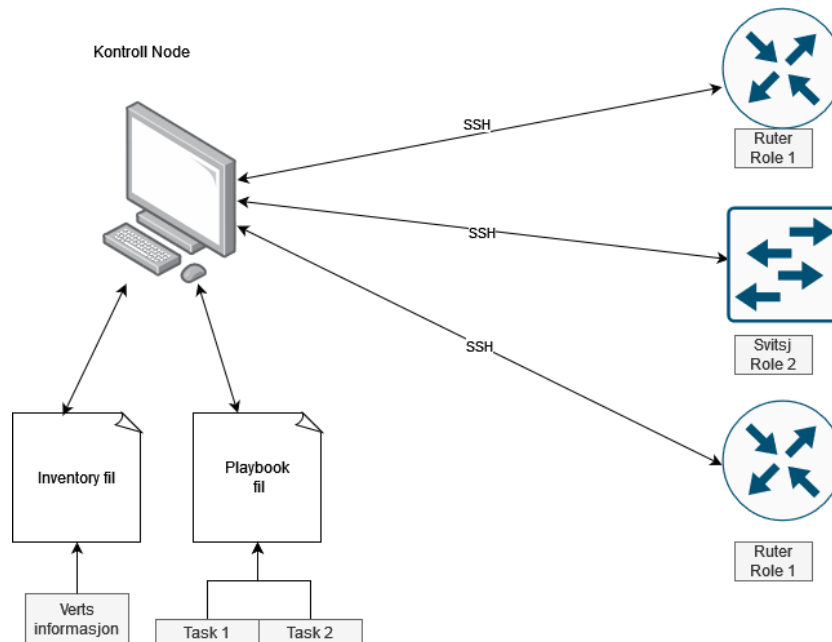 Kontroll Node
SSH
Ruter
Role 1
SSH
Svitsj
Role 2
SSH
Inventory fil
Playbook
fil
Ruter
Role 1
Verts
informasjon
Task 1
Task 2